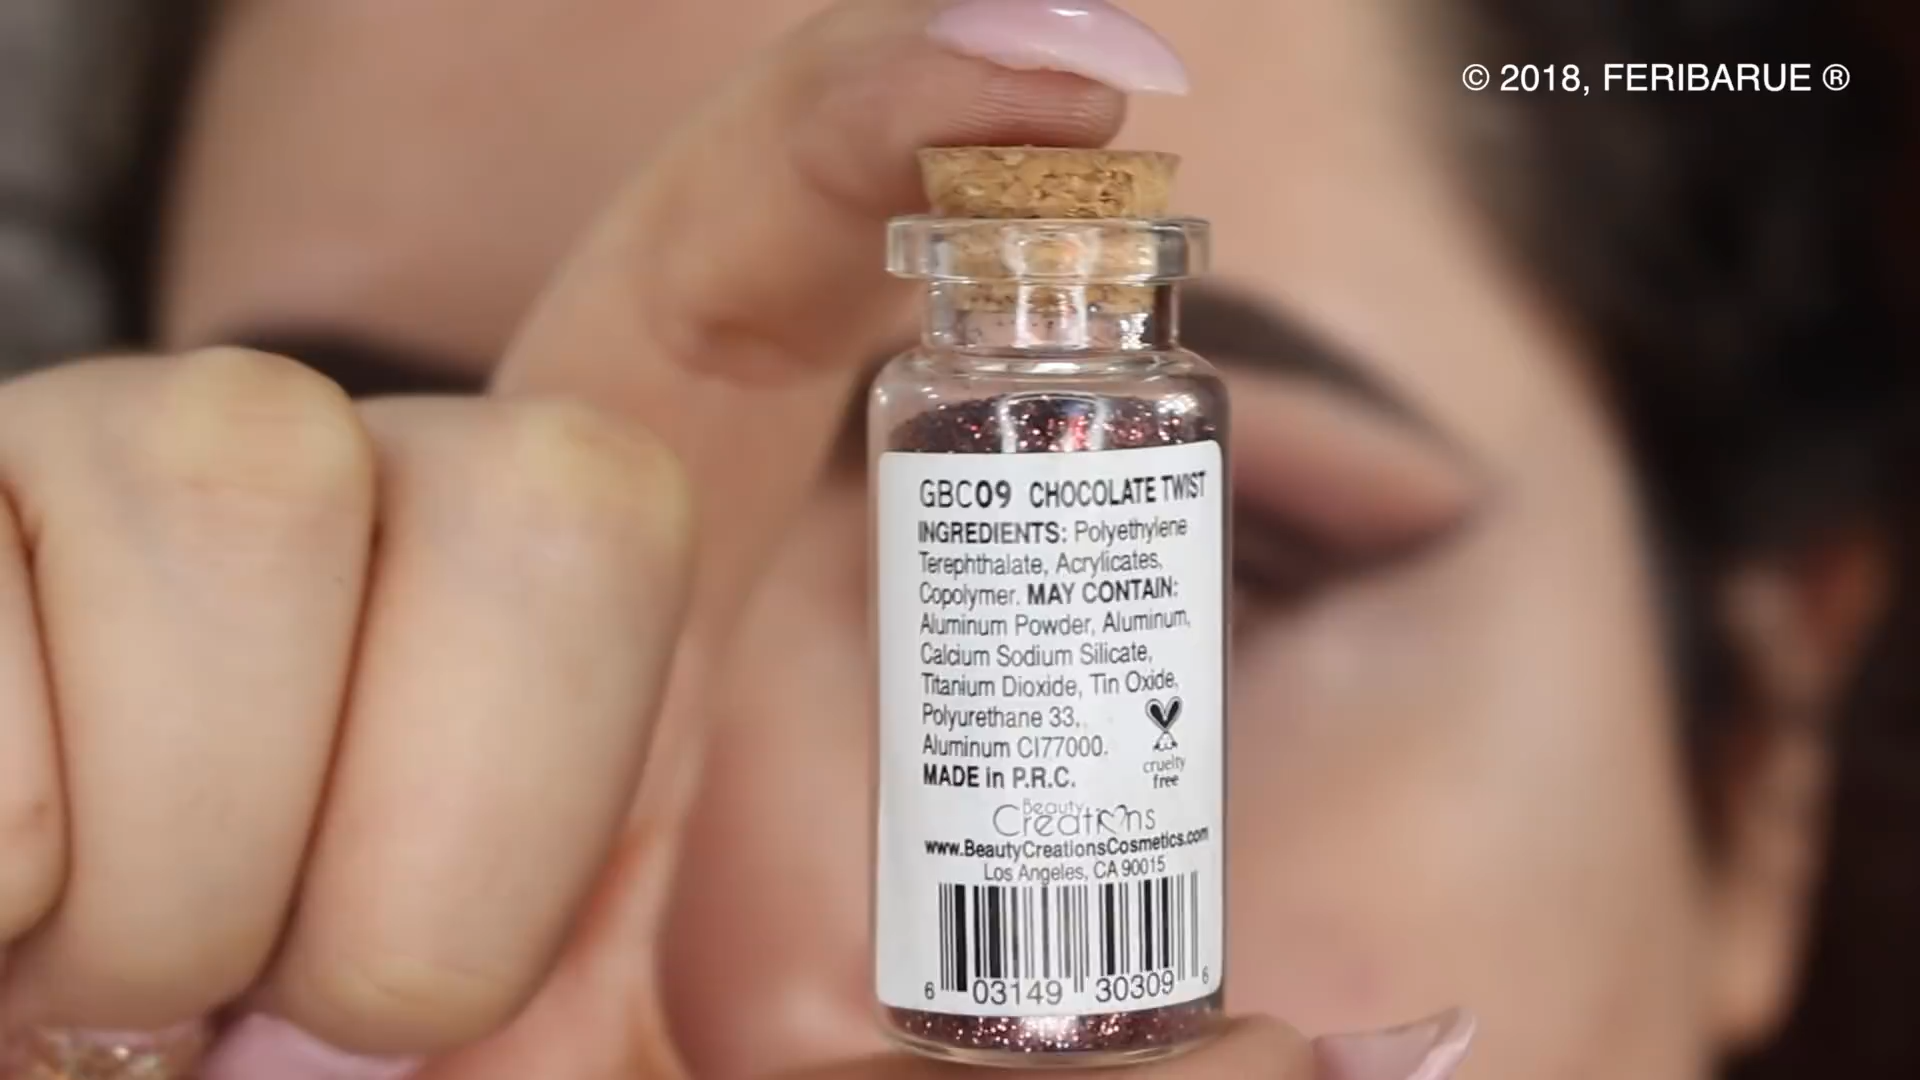 © 2018, FERIBARUE ®
GBC09 CHOCOLATE TWIST
INGREDIENTS: Polyethylene
Terephthalate, Acrylicates,
Copolymer. MAY CONTAIN:
Aluminum Powder, Aluminum,
Calcium Sodium Silicate,
Titanium Dioxide, Tin Oxide,
Polyurethane 33,
Aluminum CI77000.
MADE in P.R.C.
cruelty
free
Beauty
Creations
www.BeautyCreationsCosmetics.com
Los Angeles, CA 90015
6 03149 30309 6